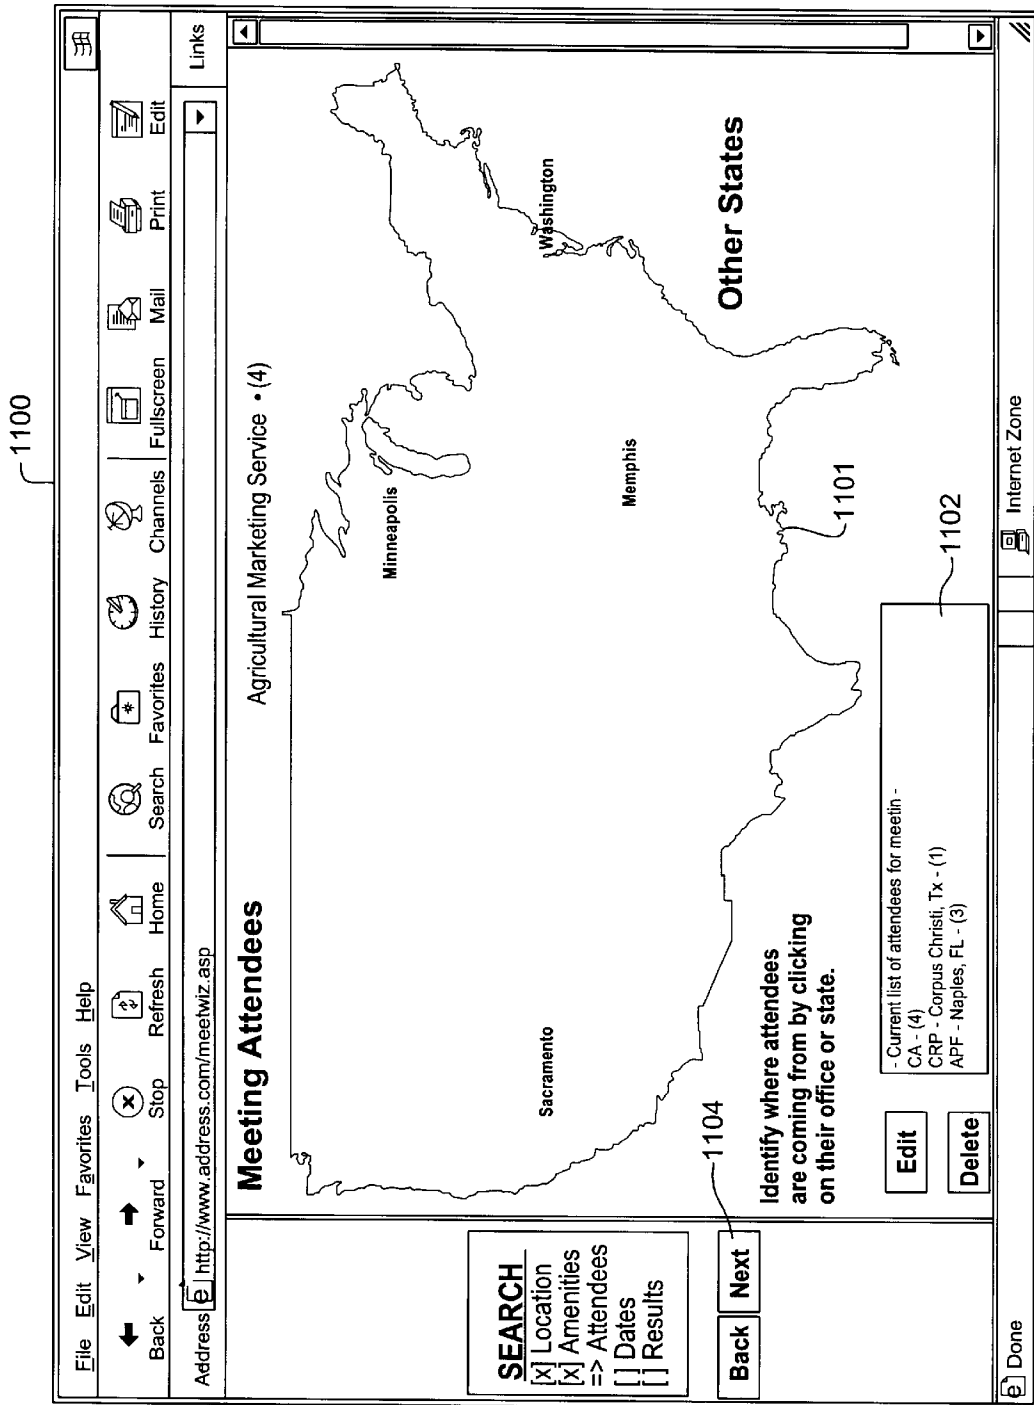 1100
File Edit View Favorites Tools Help
Back Forward Stop Refresh Home Search Favorites History Channels Fullscreen Mail Print Edit
Address http://www.address.com/meetwiz.asp Links
SEARCH
[x] Location
[x] Amenities
=> Attendees
[ ] Dates
[ ] Results
Back Next
1104
Meeting Attendees
Agricultural Marketing Service • (4)
Minneapolis
Washington
Sacramento
Memphis
Other States
1101
Identify where attendees
are coming from by clicking
on their office or state.
Edit
Delete
- Current list of attendees for meetin -
CA - (4)
CRP - Corpus Christi, Tx - (1)
APF - Naples, FL - (3)
1102
Done Internet Zone